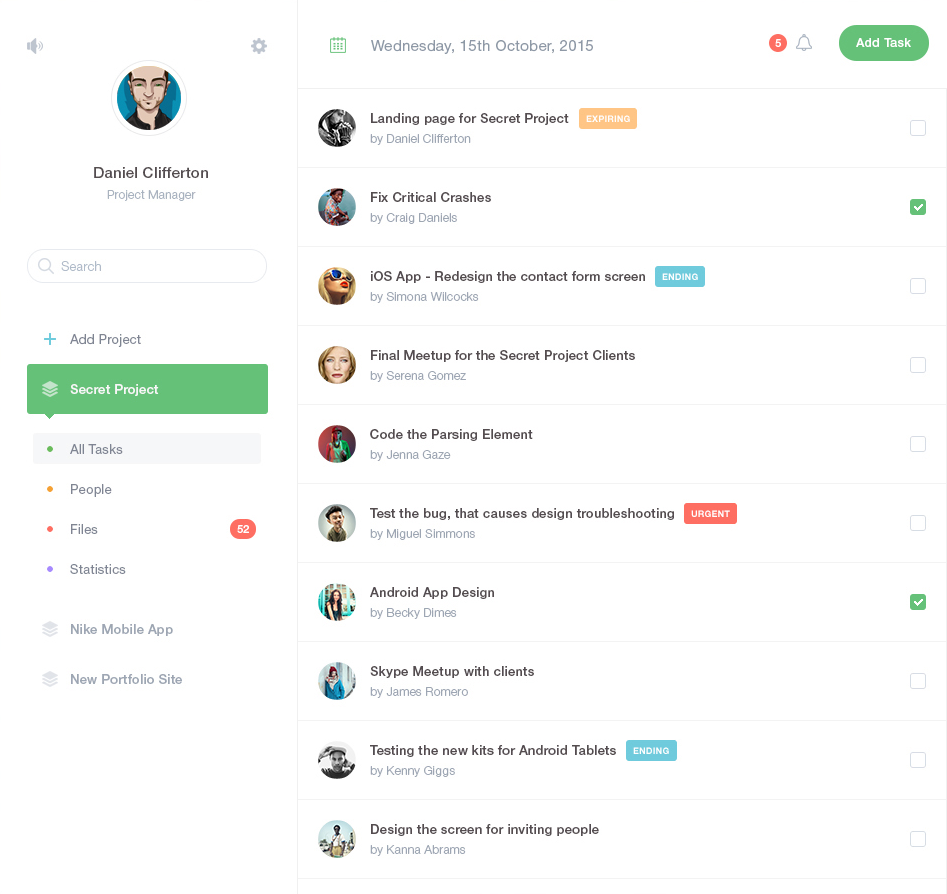 Daniel Clifferton
Project Manager
Search
Add Project
Secret Project
All Tasks
People
Files 52
Statistics
Nike Mobile App
New Portfolio Site
Wednesday, 15th October, 2015
5
Add Task
Landing page for Secret Project EXPIRING
by Daniel Clifferton
Fix Critical Crashes
by Craig Daniels
iOS App - Redesign the contact form screen ENDING
by Simona Wilcocks
Final Meetup for the Secret Project Clients
by Serena Gomez
Code the Parsing Element
by Jenna Gaze
Test the bug, that causes design troubleshooting URGENT
by Miguel Simmons
Android App Design
by Becky Dimes
Skype Meetup with clients
by James Romero
Testing the new kits for Android Tablets ENDING
by Kenny Giggs
Design the screen for inviting people
by Kanna Abrams